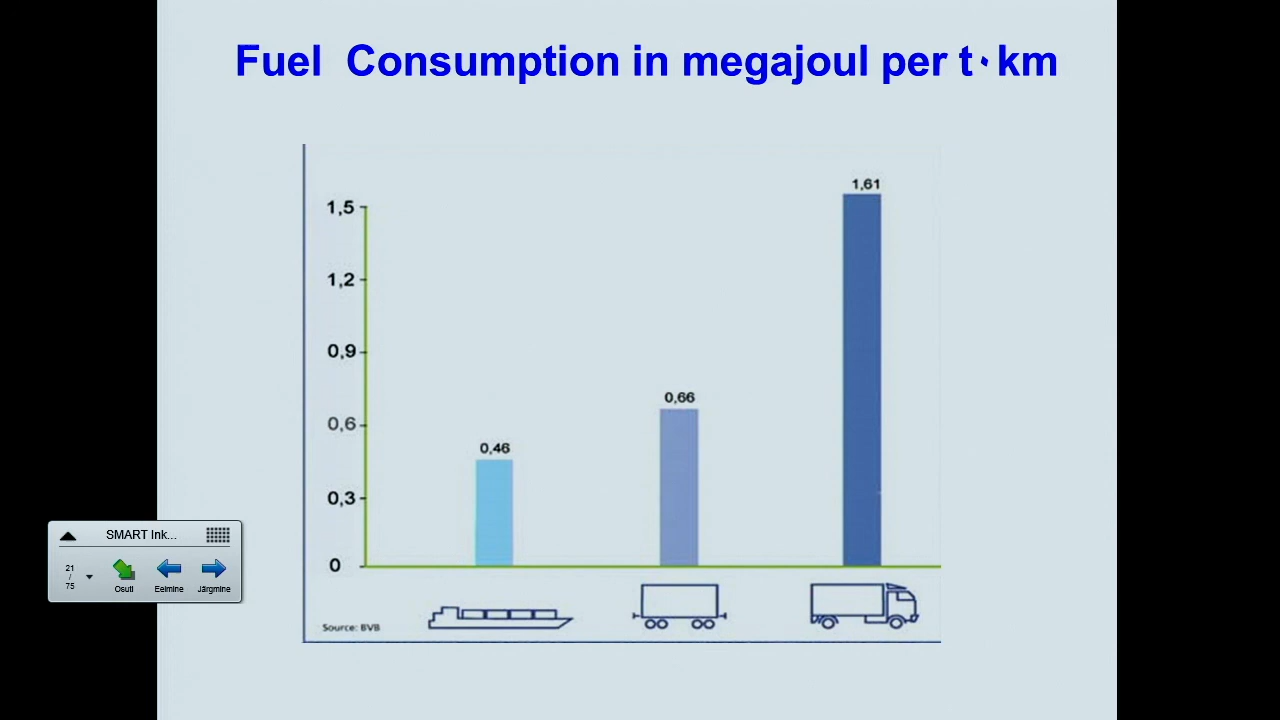 Fuel  Consumption in megajoul per t·km
1,61
1,5
1,2
0,9
0,66
0,6
0,46
0,3
0
Source: BVB
SMART Ink...
21
/
75
Osuti
Eelmine
Järgmine